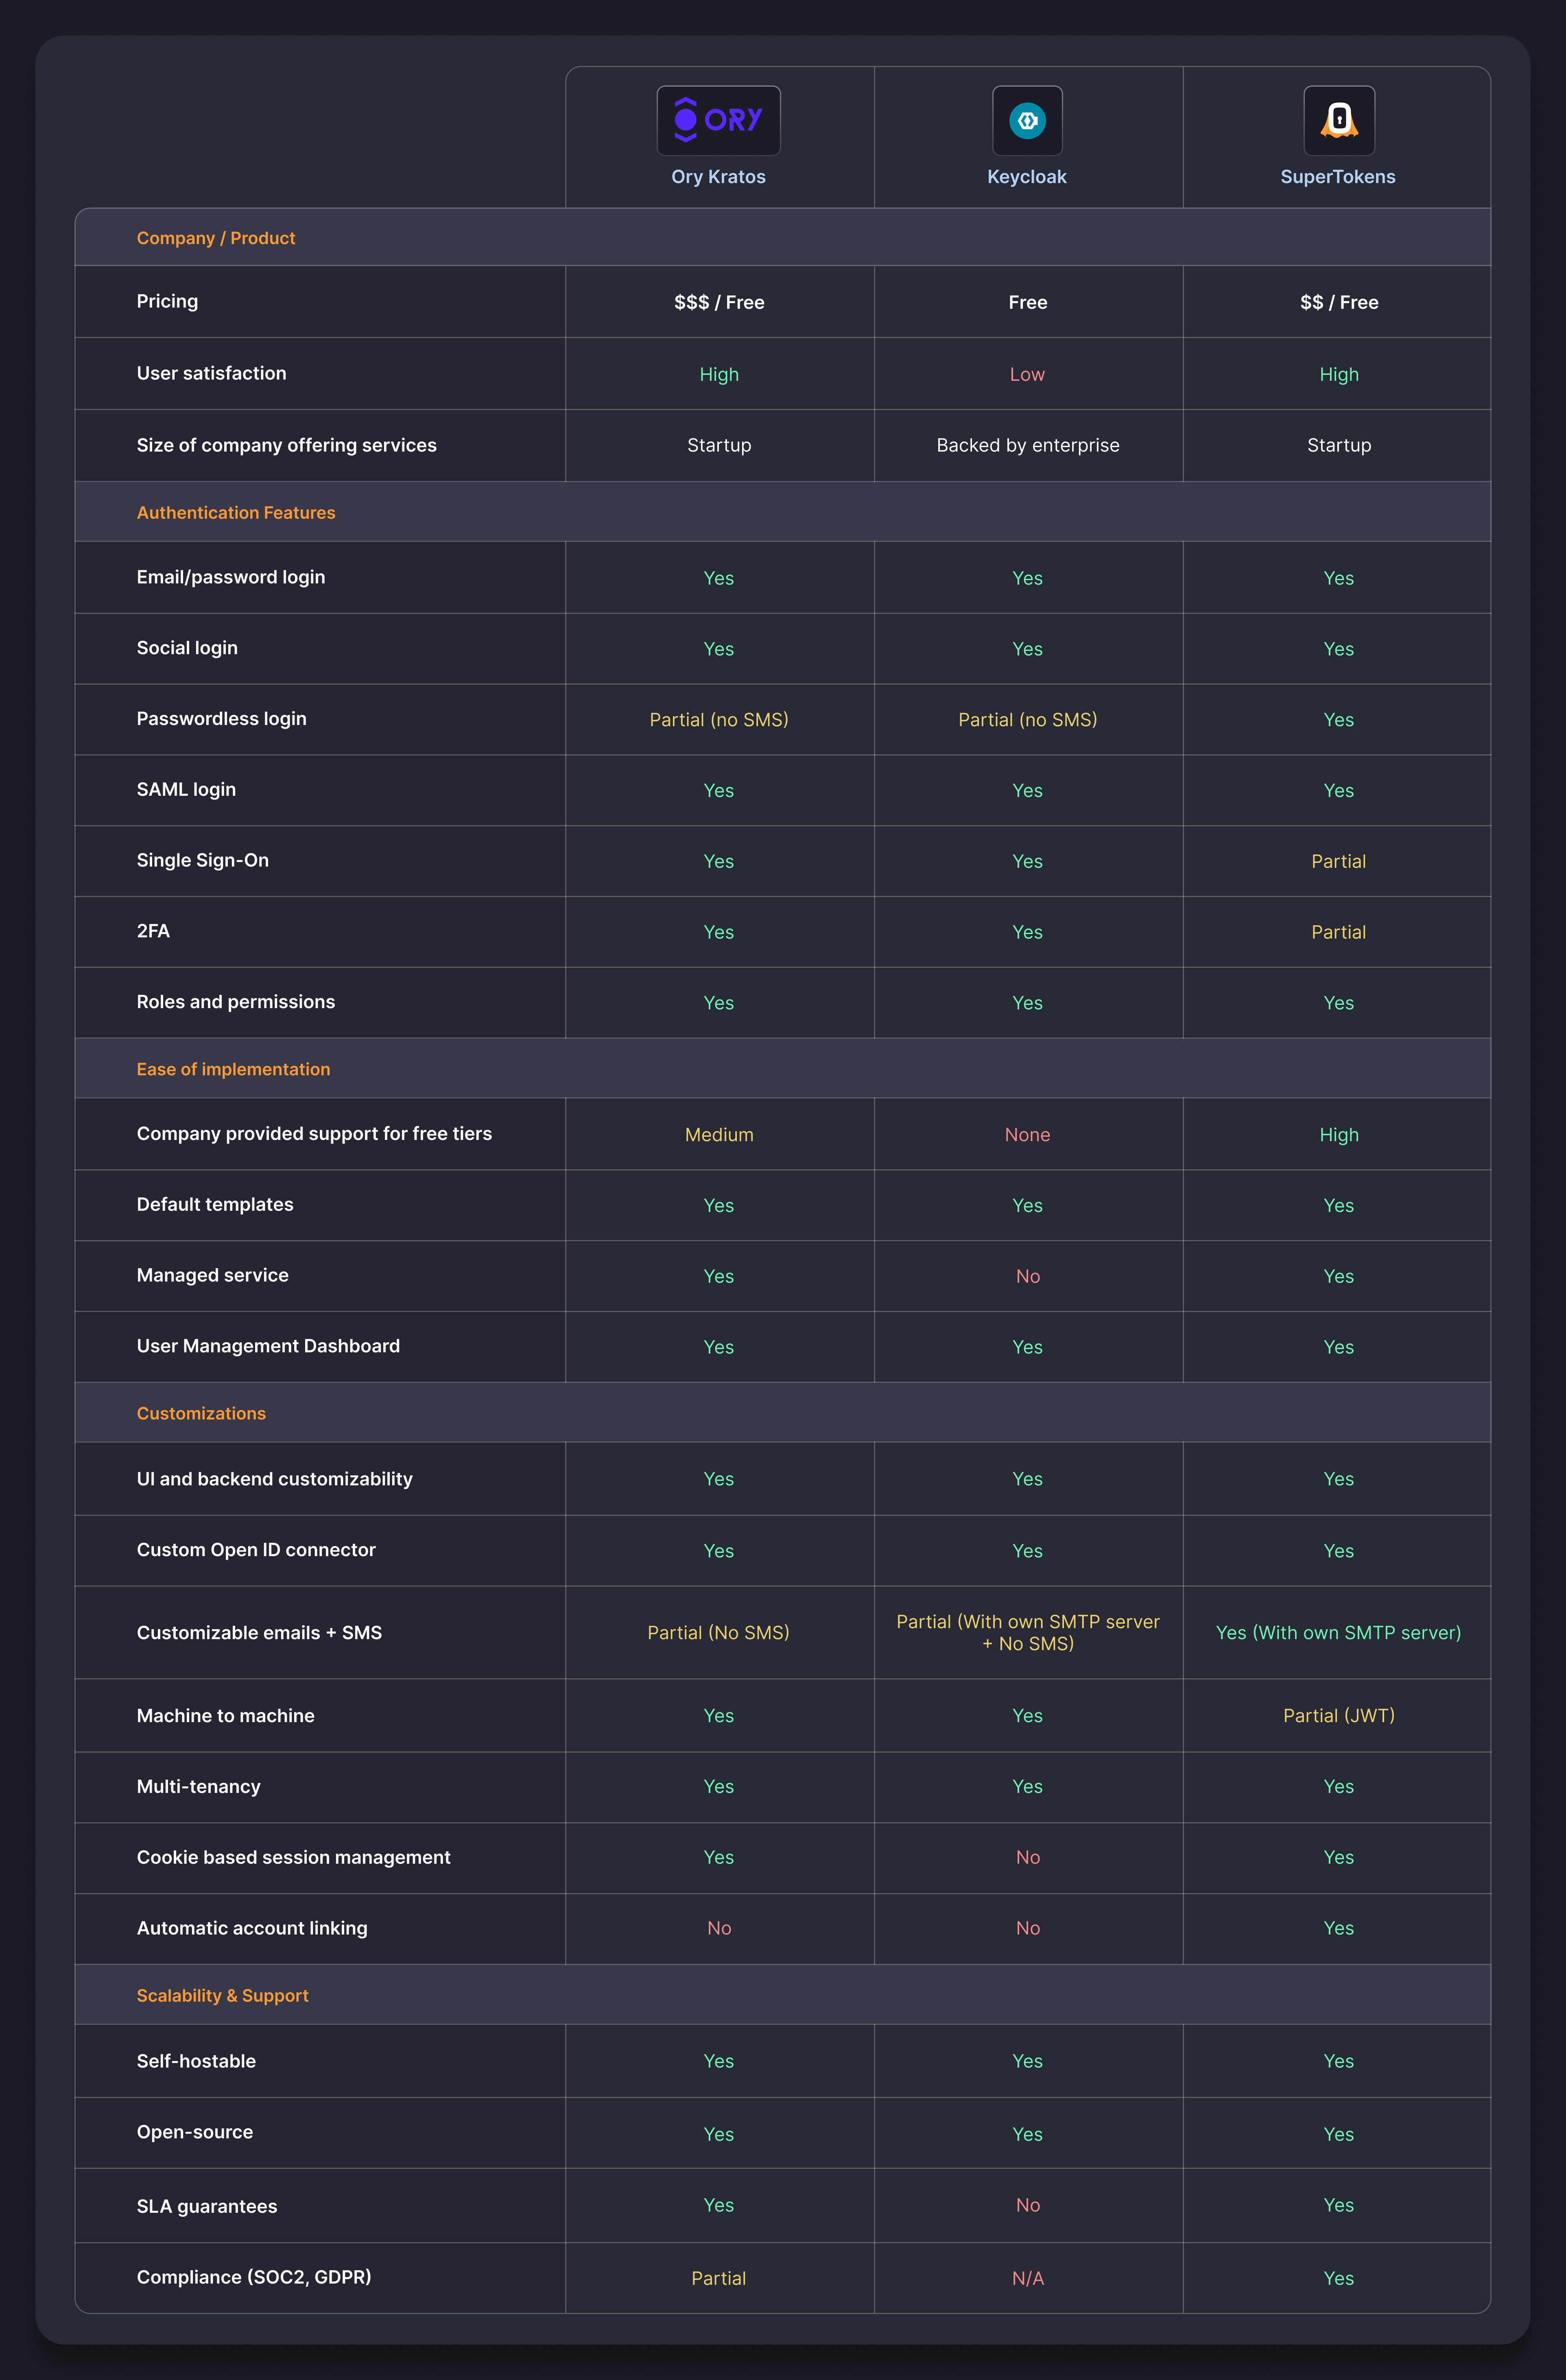 ORY
Ory Kratos
Keycloak
SuperTokens
Company / Product
Pricing
$$$ / Free
Free
$$ / Free
User satisfaction
High
Low
High
Size of company offering services
Startup
Backed by enterprise
Startup
Authentication Features
Email/password login
Yes
Yes
Yes
Social login
Yes
Yes
Yes
Passwordless login
Partial (no SMS)
Partial (no SMS)
Yes
SAML login
Yes
Yes
Yes
Single Sign-On
Yes
Yes
Partial
2FA
Yes
Yes
Partial
Roles and permissions
Yes
Yes
Yes
Ease of implementation
Company provided support for free tiers
Medium
None
High
Default templates
Yes
Yes
Yes
Managed service
Yes
No
Yes
User Management Dashboard
Yes
Yes
Yes
Customizations
UI and backend customizability
Yes
Yes
Yes
Custom Open ID connector
Yes
Yes
Yes
Customizable emails + SMS
Partial (No SMS)
Partial (With own SMTP server
+ No SMS)
Yes (With own SMTP server)
Machine to machine
Yes
Yes
Partial (JWT)
Multi-tenancy
Yes
Yes
Yes
Cookie based session management
Yes
No
Yes
Automatic account linking
No
No
Yes
Scalability & Support
Self-hostable
Yes
Yes
Yes
Open-source
Yes
Yes
Yes
SLA guarantees
Yes
No
Yes
Compliance (SOC2, GDPR)
Partial
N/A
Yes